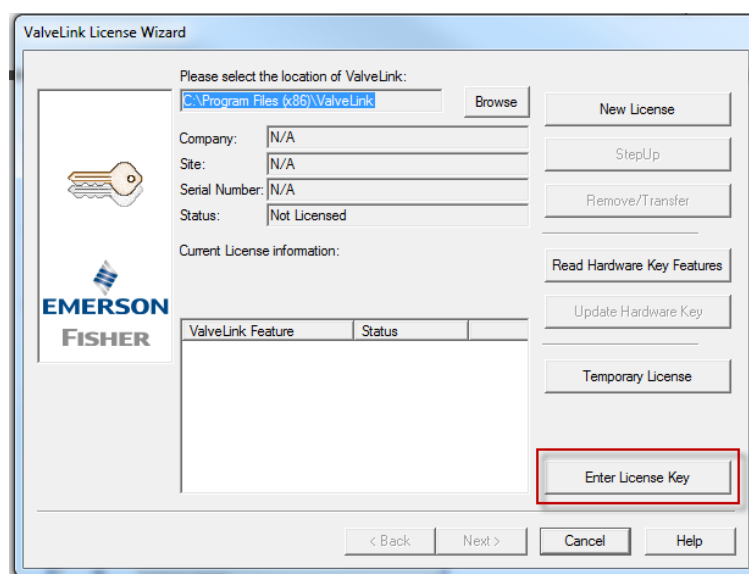 ValveLink License Wizard
Please select the location of ValveLink:
C:\Program Files (x86)\ValveLink
Browse
Company: N/A
Site: N/A
Serial Number: N/A
Status: Not Licensed
Current License information:
ValveLink Feature Status
EMERSON
FISHER
New License
StepUp
Remove/Transfer
Read Hardware Key Features
Update Hardware Key
Temporary License
Enter License Key
< Back Next > Cancel Help